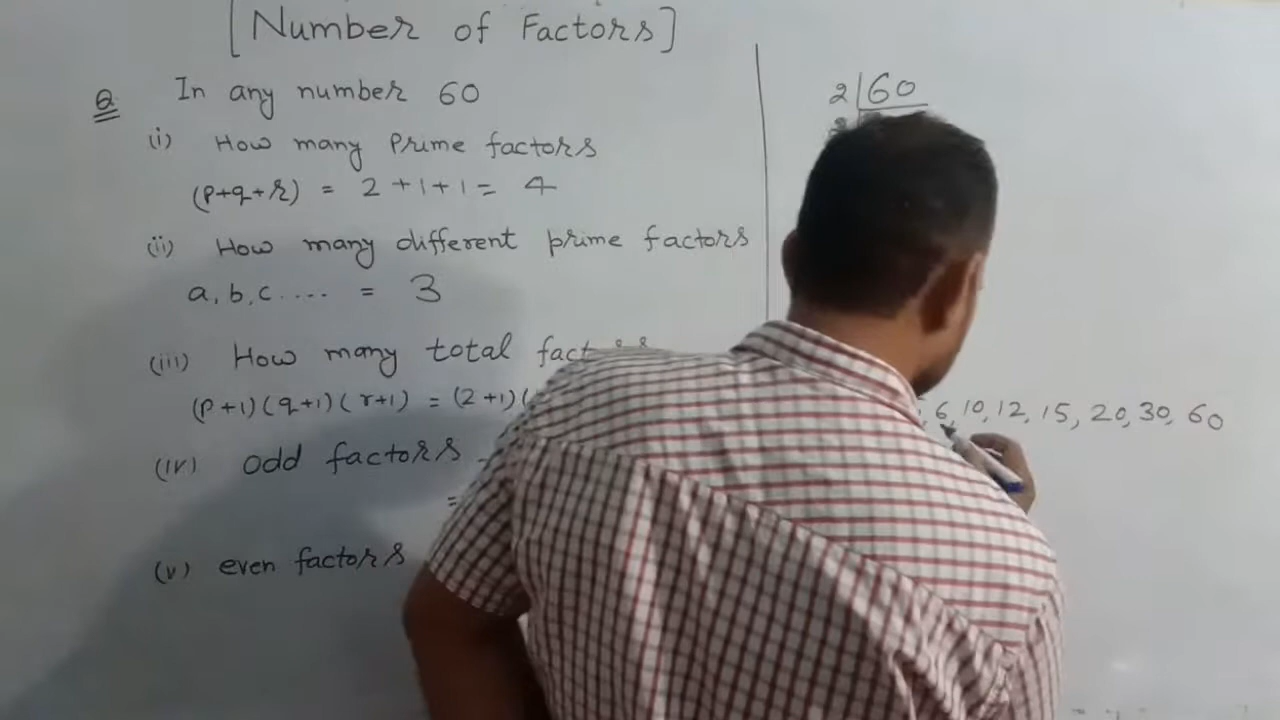 [Number of Factors]
Q In any number 60
(i) How many Prime factors
(p+q+r) = 2+1+1 = 4
(ii) How many different prime factors
a, b, c.... = 3
(iii) How many total
(p+1)(q+1)(r+1) = (2+1)(
(iv) odd factors
=
(v) even factors
2 60
, 6, 10, 12, 15, 20, 30, 60